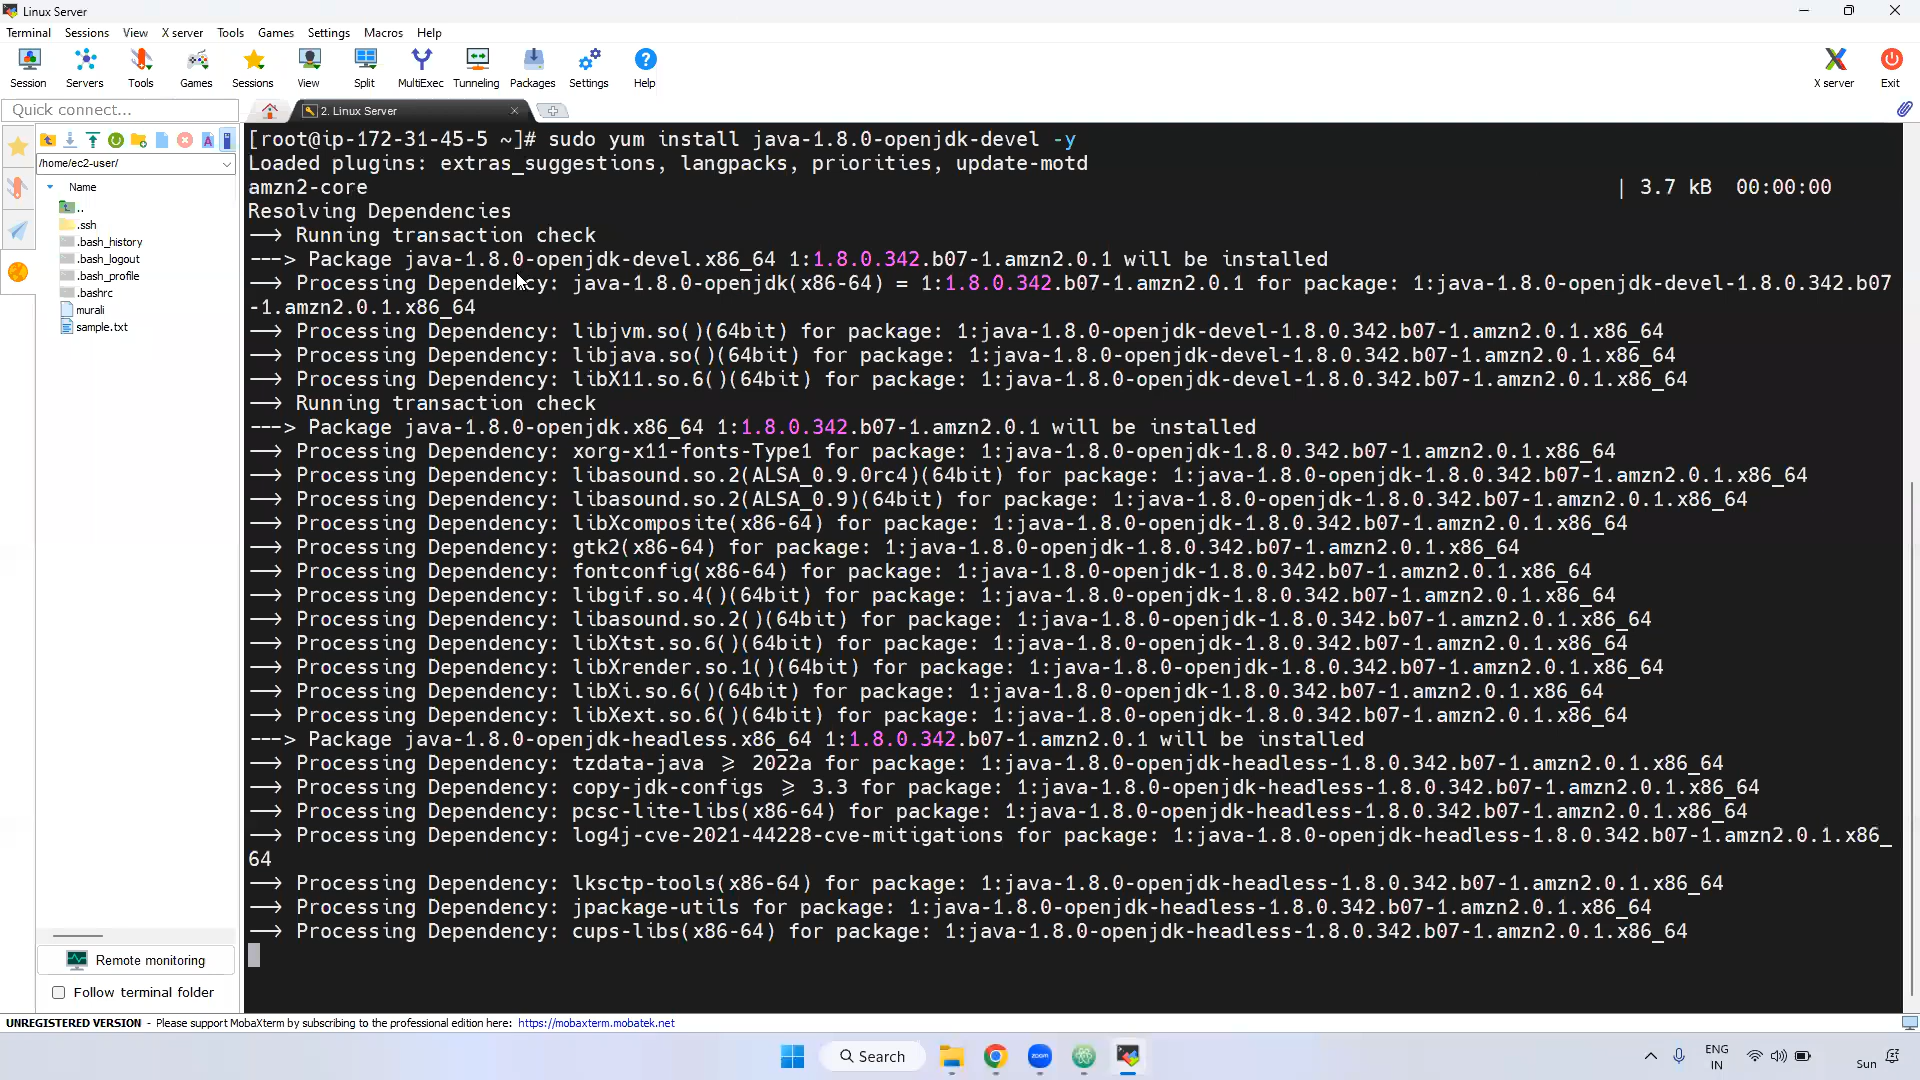 Linux Server
Terminal Sessions View X server Tools Games Settings Macros Help
Session Servers Tools Games Sessions View Split MultiExec Tunneling Packages Settings Help X server Exit
Quick connect...
2. Linux Server
/home/ec2-user/
Name
..
.ssh
.bash_history
.bash_logout
.bash_profile
.bashrc
murali
sample.txt
[root@ip-172-31-45-5 ~]# sudo yum install java-1.8.0-openjdk-devel -y
Loaded plugins: extras_suggestions, langpacks, priorities, update-motd
amzn2-core | 3.7 kB 00:00:00
Resolving Dependencies
--> Running transaction check
---> Package java-1.8.0-openjdk-devel.x86_64 1:1.8.0.342.b07-1.amzn2.0.1 will be installed
--> Processing Dependency: java-1.8.0-openjdk(x86-64) = 1:1.8.0.342.b07-1.amzn2.0.1 for package: 1:java-1.8.0-openjdk-devel-1.8.0.342.b07
-1.amzn2.0.1.x86_64
--> Processing Dependency: libjvm.so()(64bit) for package: 1:java-1.8.0-openjdk-devel-1.8.0.342.b07-1.amzn2.0.1.x86_64
--> Processing Dependency: libjava.so()(64bit) for package: 1:java-1.8.0-openjdk-devel-1.8.0.342.b07-1.amzn2.0.1.x86_64
--> Processing Dependency: libX11.so.6()(64bit) for package: 1:java-1.8.0-openjdk-devel-1.8.0.342.b07-1.amzn2.0.1.x86_64
--> Running transaction check
---> Package java-1.8.0-openjdk.x86_64 1:1.8.0.342.b07-1.amzn2.0.1 will be installed
--> Processing Dependency: xorg-x11-fonts-Type1 for package: 1:java-1.8.0-openjdk-1.8.0.342.b07-1.amzn2.0.1.x86_64
--> Processing Dependency: libasound.so.2(ALSA_0.9.0rc4)(64bit) for package: 1:java-1.8.0-openjdk-1.8.0.342.b07-1.amzn2.0.1.x86_64
--> Processing Dependency: libasound.so.2(ALSA_0.9)(64bit) for package: 1:java-1.8.0-openjdk-1.8.0.342.b07-1.amzn2.0.1.x86_64
--> Processing Dependency: libXcomposite(x86-64) for package: 1:java-1.8.0-openjdk-1.8.0.342.b07-1.amzn2.0.1.x86_64
--> Processing Dependency: gtk2(x86-64) for package: 1:java-1.8.0-openjdk-1.8.0.342.b07-1.amzn2.0.1.x86_64
--> Processing Dependency: fontconfig(x86-64) for package: 1:java-1.8.0-openjdk-1.8.0.342.b07-1.amzn2.0.1.x86_64
--> Processing Dependency: libgif.so.4()(64bit) for package: 1:java-1.8.0-openjdk-1.8.0.342.b07-1.amzn2.0.1.x86_64
--> Processing Dependency: libasound.so.2()(64bit) for package: 1:java-1.8.0-openjdk-1.8.0.342.b07-1.amzn2.0.1.x86_64
--> Processing Dependency: libXtst.so.6()(64bit) for package: 1:java-1.8.0-openjdk-1.8.0.342.b07-1.amzn2.0.1.x86_64
--> Processing Dependency: libXrender.so.1()(64bit) for package: 1:java-1.8.0-openjdk-1.8.0.342.b07-1.amzn2.0.1.x86_64
--> Processing Dependency: libXi.so.6()(64bit) for package: 1:java-1.8.0-openjdk-1.8.0.342.b07-1.amzn2.0.1.x86_64
--> Processing Dependency: libXext.so.6()(64bit) for package: 1:java-1.8.0-openjdk-1.8.0.342.b07-1.amzn2.0.1.x86_64
---> Package java-1.8.0-openjdk-headless.x86_64 1:1.8.0.342.b07-1.amzn2.0.1 will be installed
--> Processing Dependency: tzdata-java >= 2022a for package: 1:java-1.8.0-openjdk-headless-1.8.0.342.b07-1.amzn2.0.1.x86_64
--> Processing Dependency: copy-jdk-configs >= 3.3 for package: 1:java-1.8.0-openjdk-headless-1.8.0.342.b07-1.amzn2.0.1.x86_64
--> Processing Dependency: pcsc-lite-libs(x86-64) for package: 1:java-1.8.0-openjdk-headless-1.8.0.342.b07-1.amzn2.0.1.x86_64
--> Processing Dependency: log4j-cve-2021-44228-cve-mitigations for package: 1:java-1.8.0-openjdk-headless-1.8.0.342.b07-1.amzn2.0.1.x86_
64
--> Processing Dependency: lksctp-tools(x86-64) for package: 1:java-1.8.0-openjdk-headless-1.8.0.342.b07-1.amzn2.0.1.x86_64
--> Processing Dependency: jpackage-utils for package: 1:java-1.8.0-openjdk-headless-1.8.0.342.b07-1.amzn2.0.1.x86_64
--> Processing Dependency: cups-libs(x86-64) for package: 1:java-1.8.0-openjdk-headless-1.8.0.342.b07-1.amzn2.0.1.x86_64
Remote monitoring
Follow terminal folder
UNREGISTERED VERSION - Please support MobaXterm by subscribing to the professional edition here: https://mobaxterm.mobatek.net
Search
zoom
ENG
IN
Sun